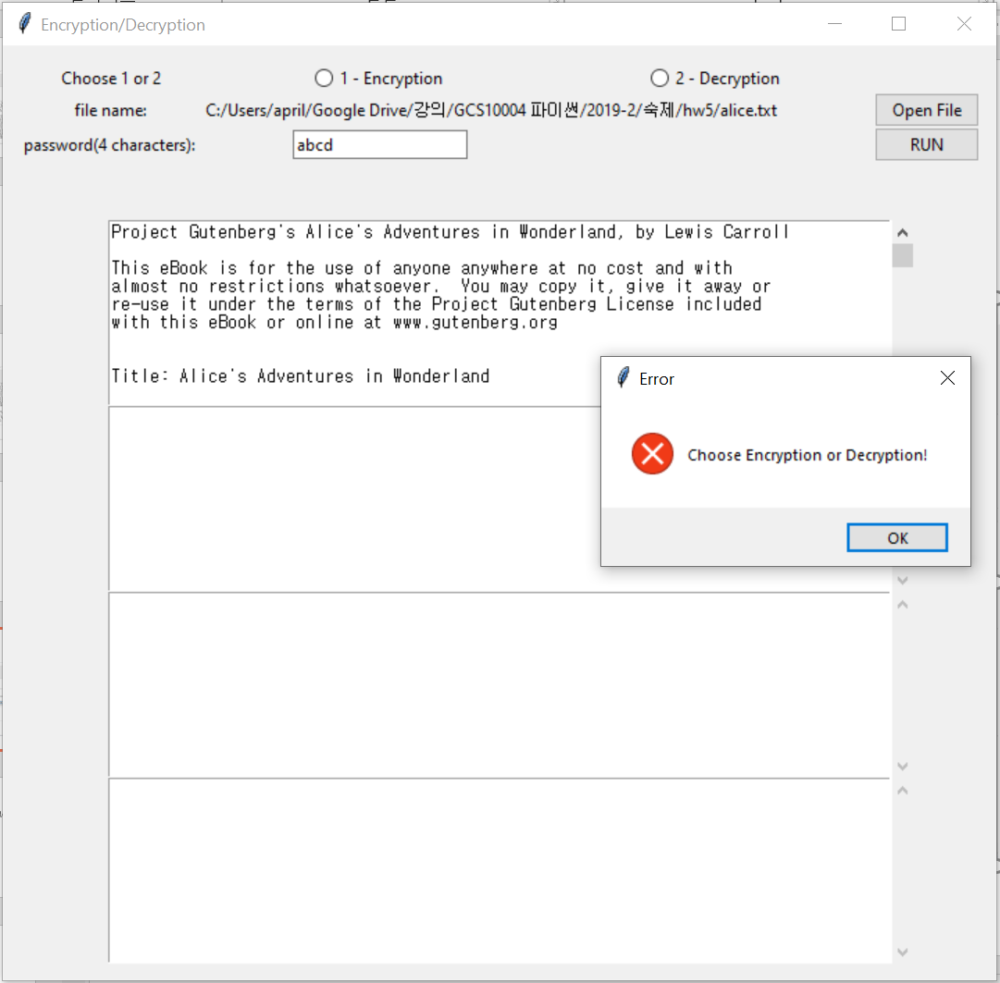 Encryption/Decryption
Choose 1 or 2 1 - Encryption 2 - Decryption
file name: C:/Users/april/Google Drive/강의/GCS10004 파이썬/2019-2/숙제/hw5/alice.txt Open File
password(4 characters): abcd RUN
Project Gutenberg's Alice's Adventures in Wonderland, by Lewis Carroll
This eBook is for the use of anyone anywhere at no cost and with
almost no restrictions whatsoever.  You may copy it, give it away or
re-use it under the terms of the Project Gutenberg License included
with this eBook or online at www.gutenberg.org
Title: Alice's Adventures in Wonderland
Error
Choose Encryption or Decryption!
OK